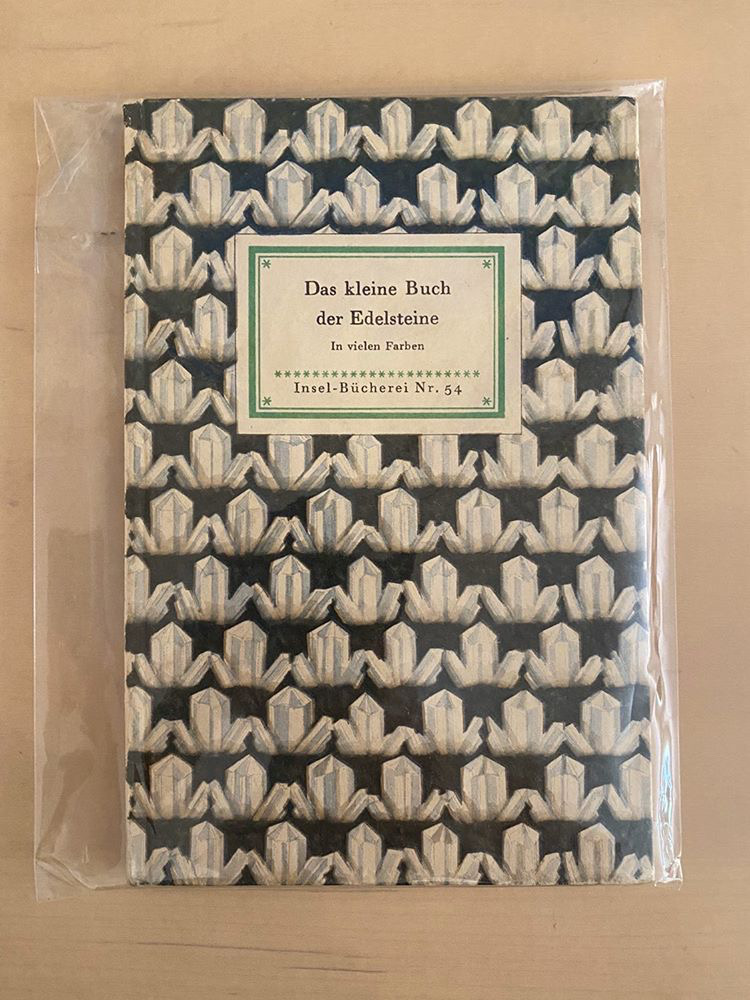 Das kleine Buch
der Edelsteine
In vielen Farben
**********************
Insel-Bücherei Nr. 54